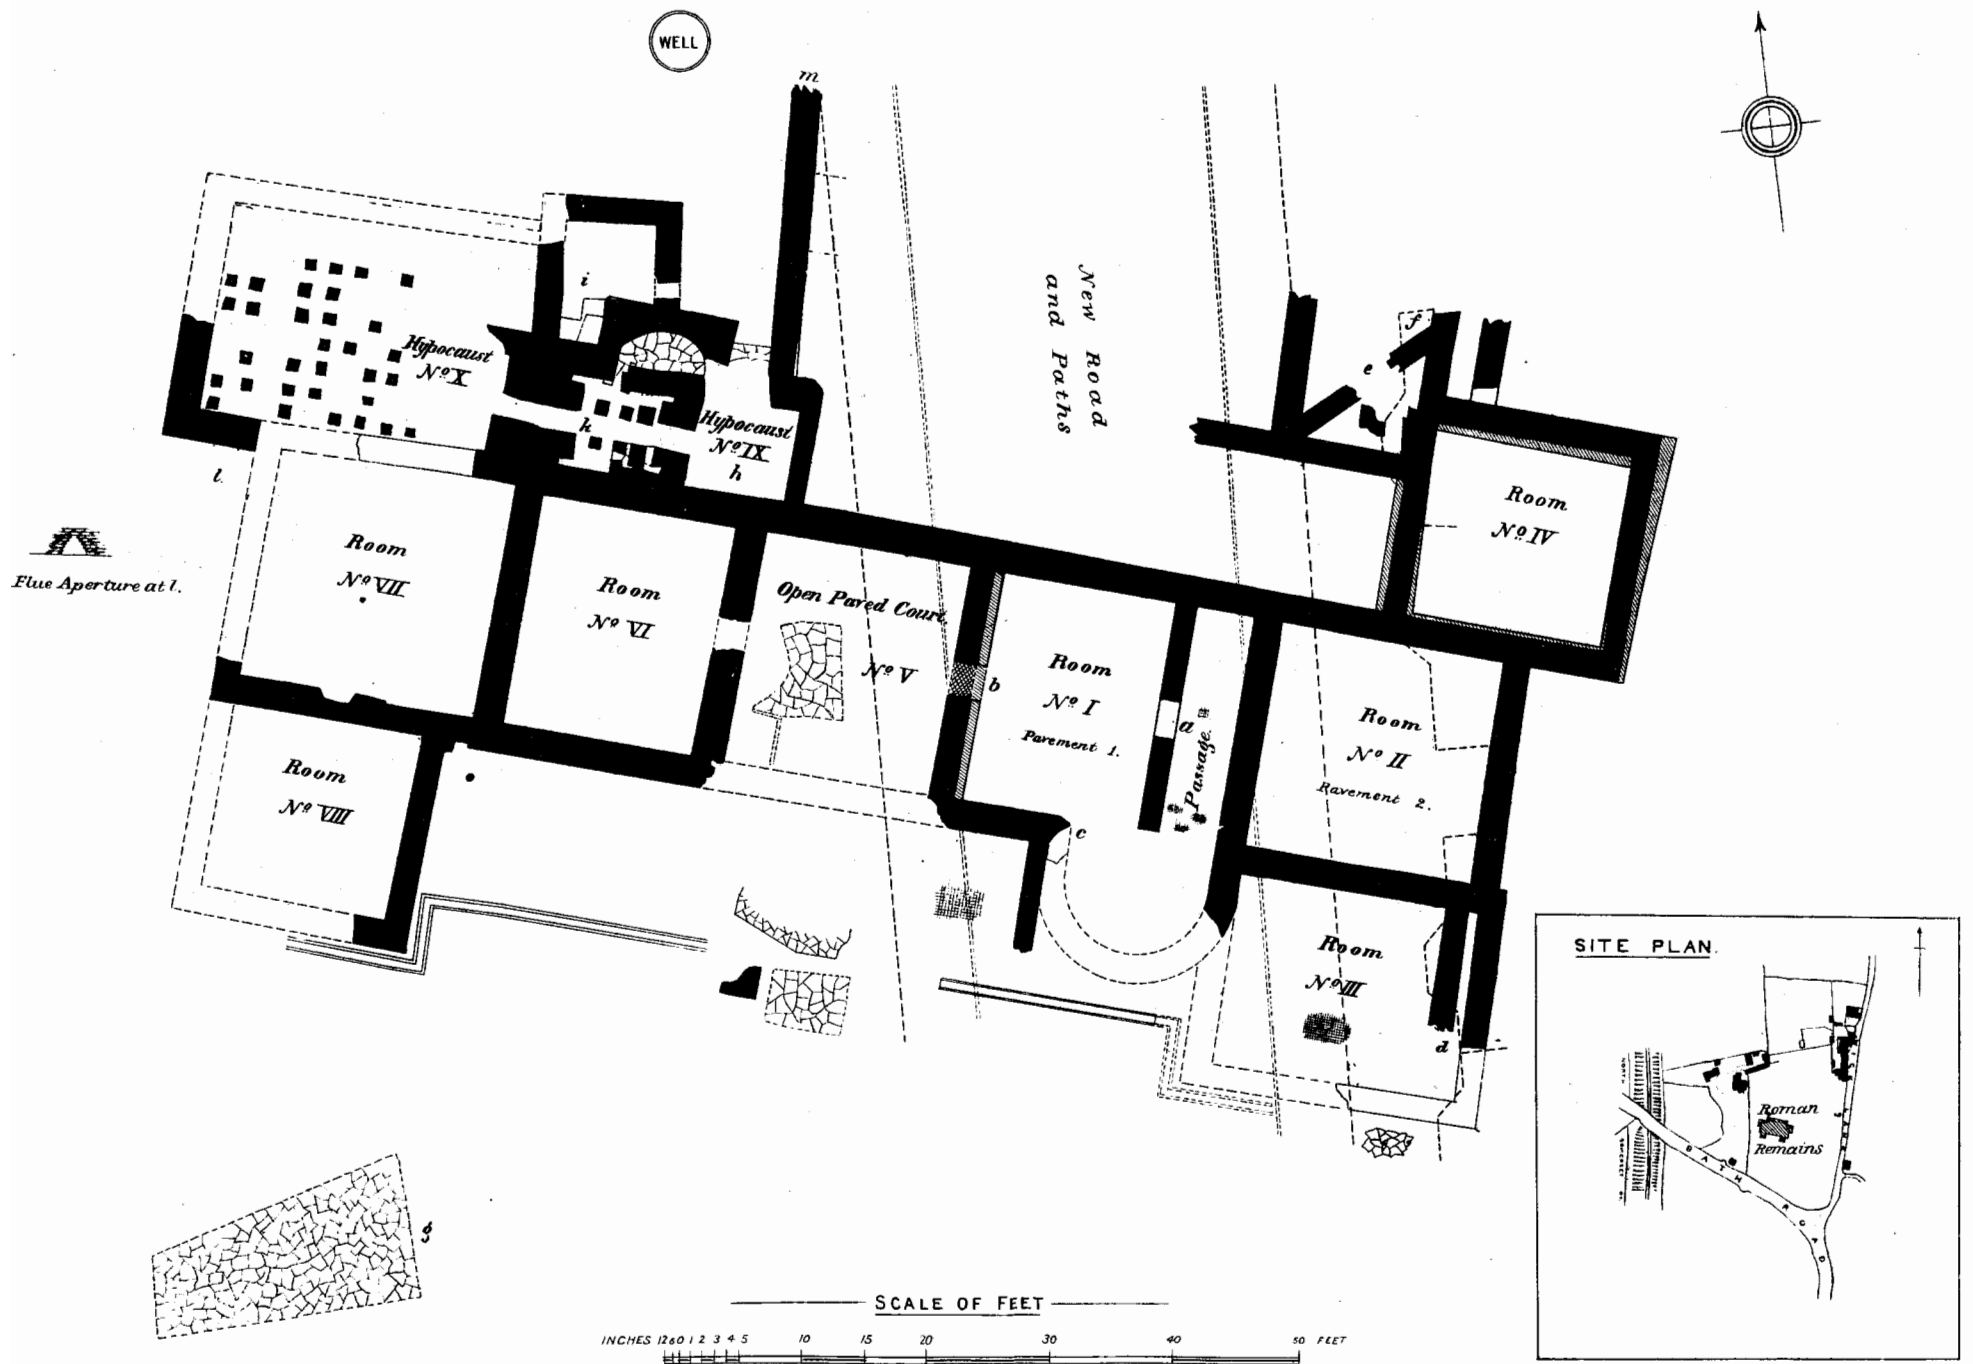 WELL
m
i
Hypocaust
No X
Hypocaust
No IX
h
k
l.
Flue Aperture at l.
New Road
and Paths
f
e
Room
No IV
Room
No VII
Room
No VI
Open Paved Court
No V
b
Room
No I
Pavement 1.
a
Passage.
Room
No II
Pavement 2.
c
Room
No VIII
Room
No III
d
g
SITE PLAN.
Roman
Remains
BATH ROAD
SCALE OF FEET
INCHES 12 6 0 1 2 3 4 5 10 15 20 30 40 50 FEET